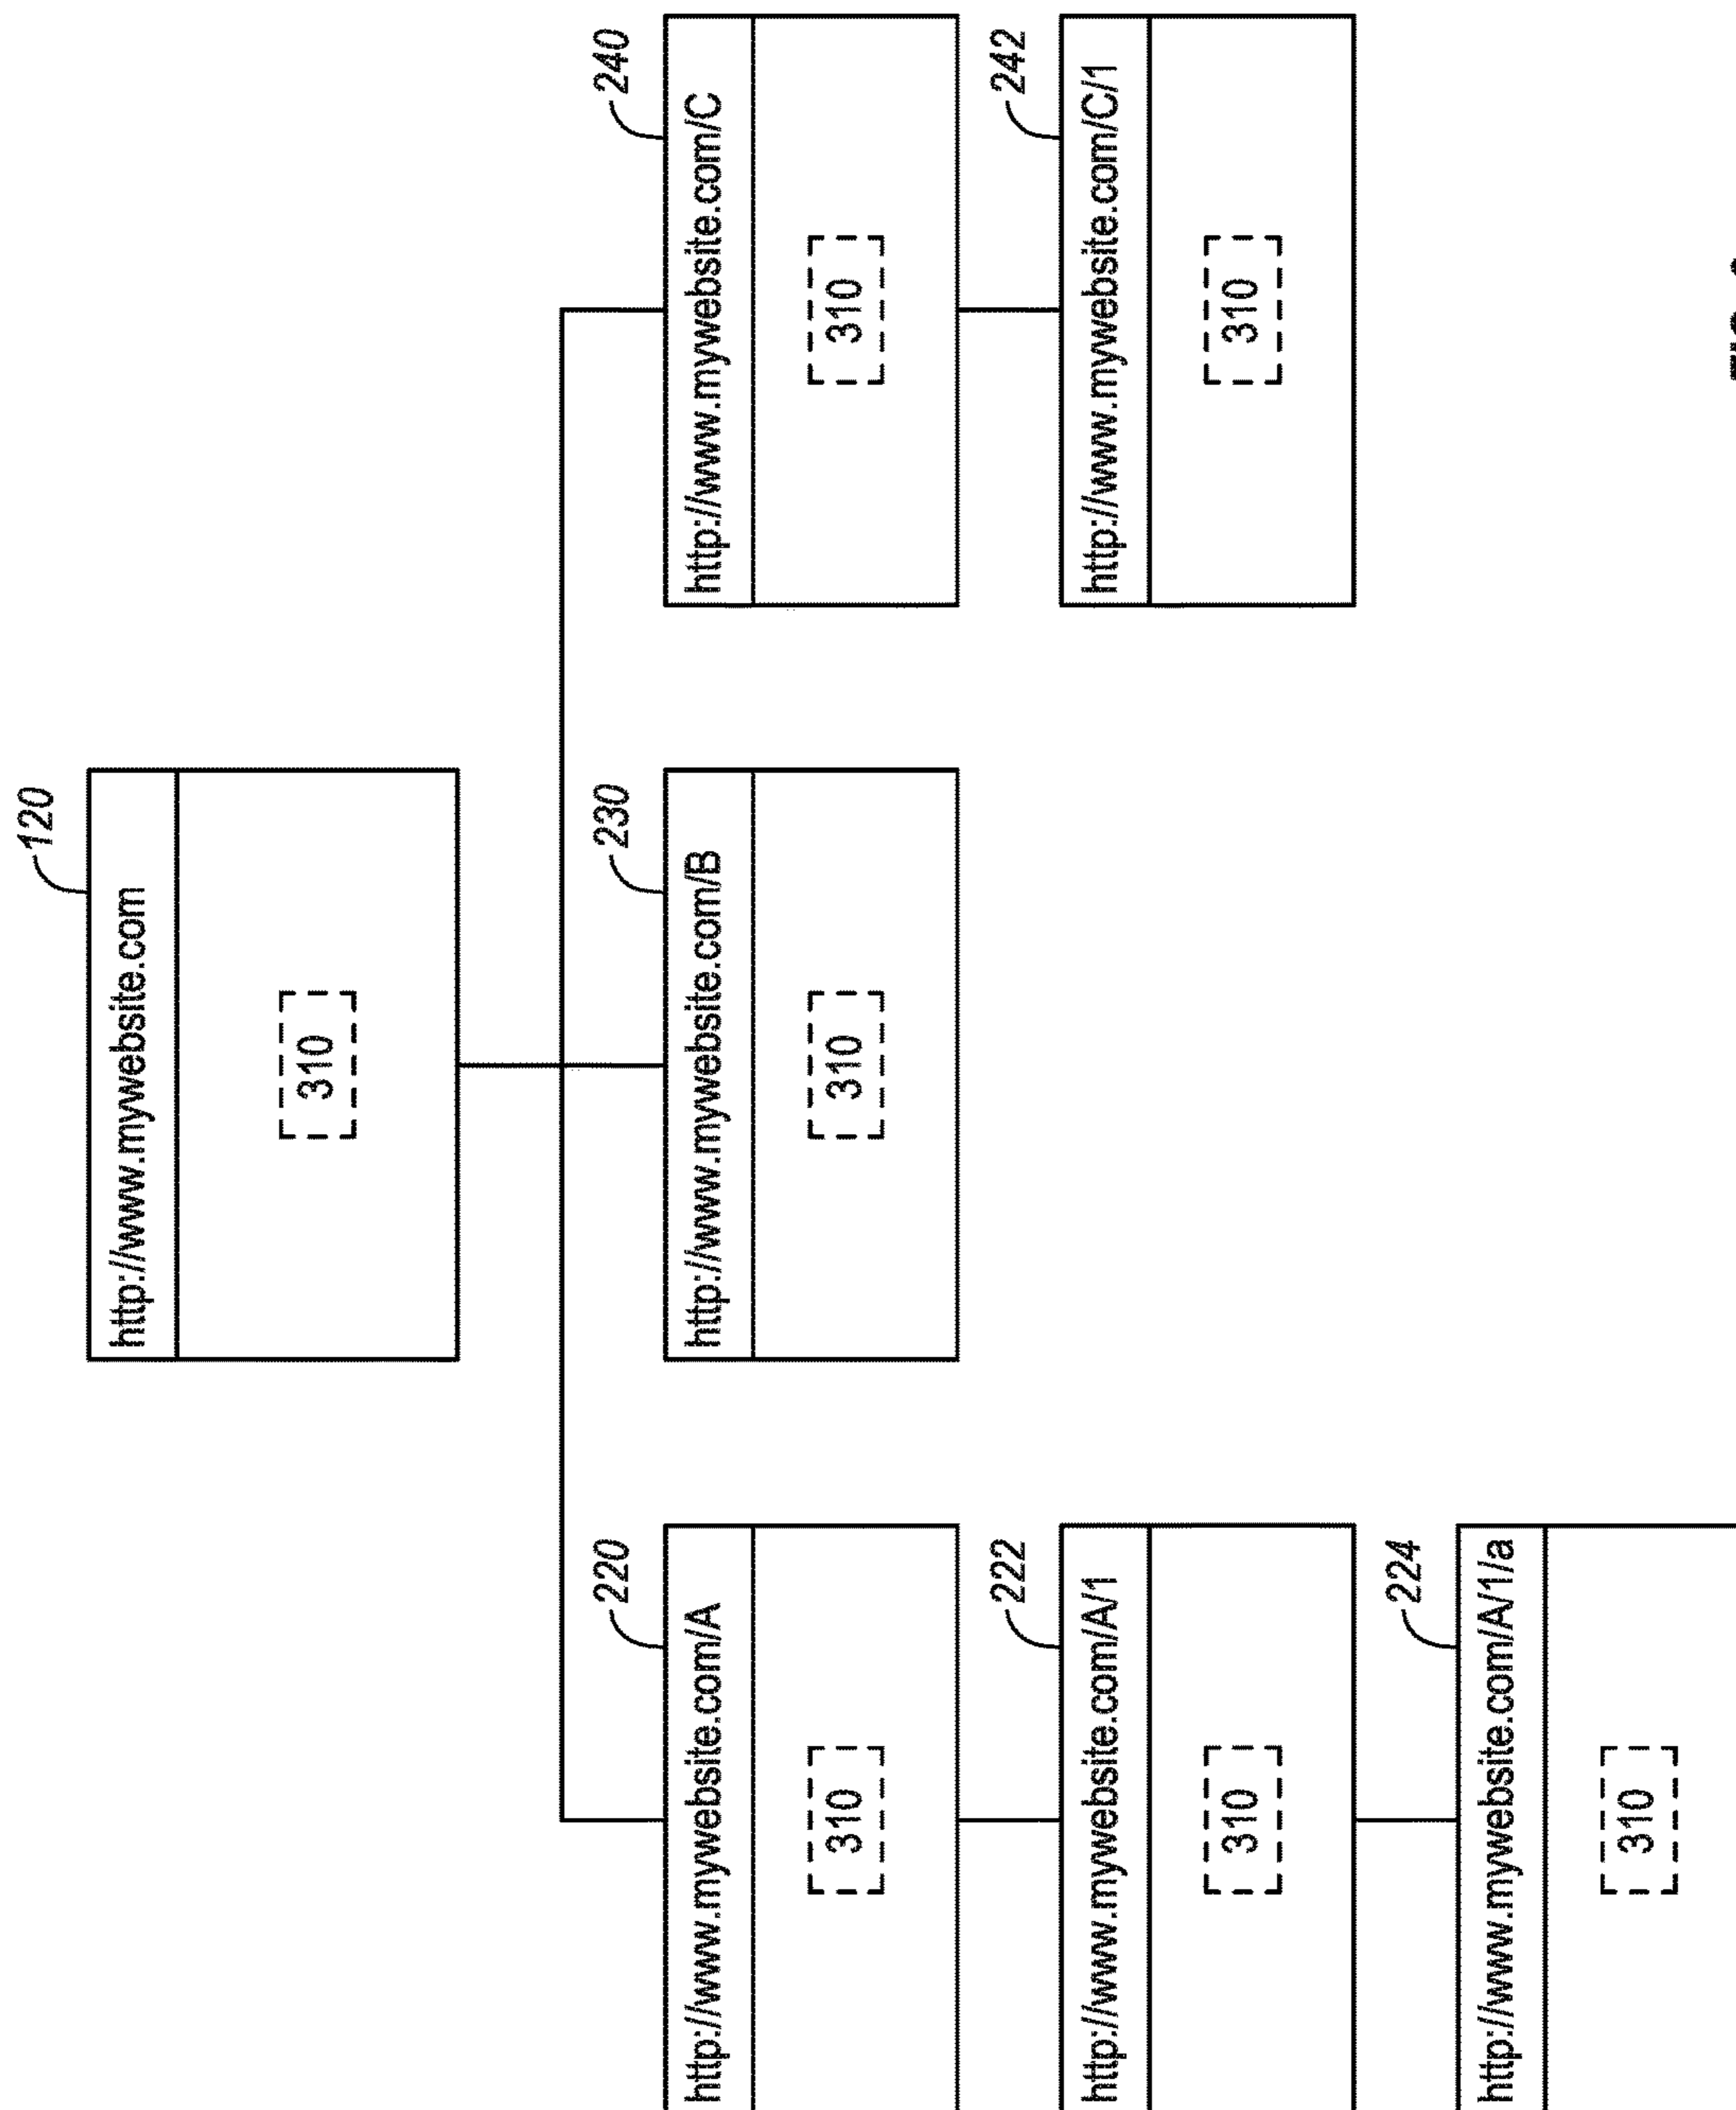 120
http://www.mywebsite.com
310
220
http://www.mywebsite.com/A
310
230
http://www.mywebsite.com/B
310
240
http://www.mywebsite.com/C
310
222
http://www.mywebsite.com/A/1
310
242
http://www.mywebsite.com/C/1
310
224
http://www.mywebsite.com/A/1/a
310